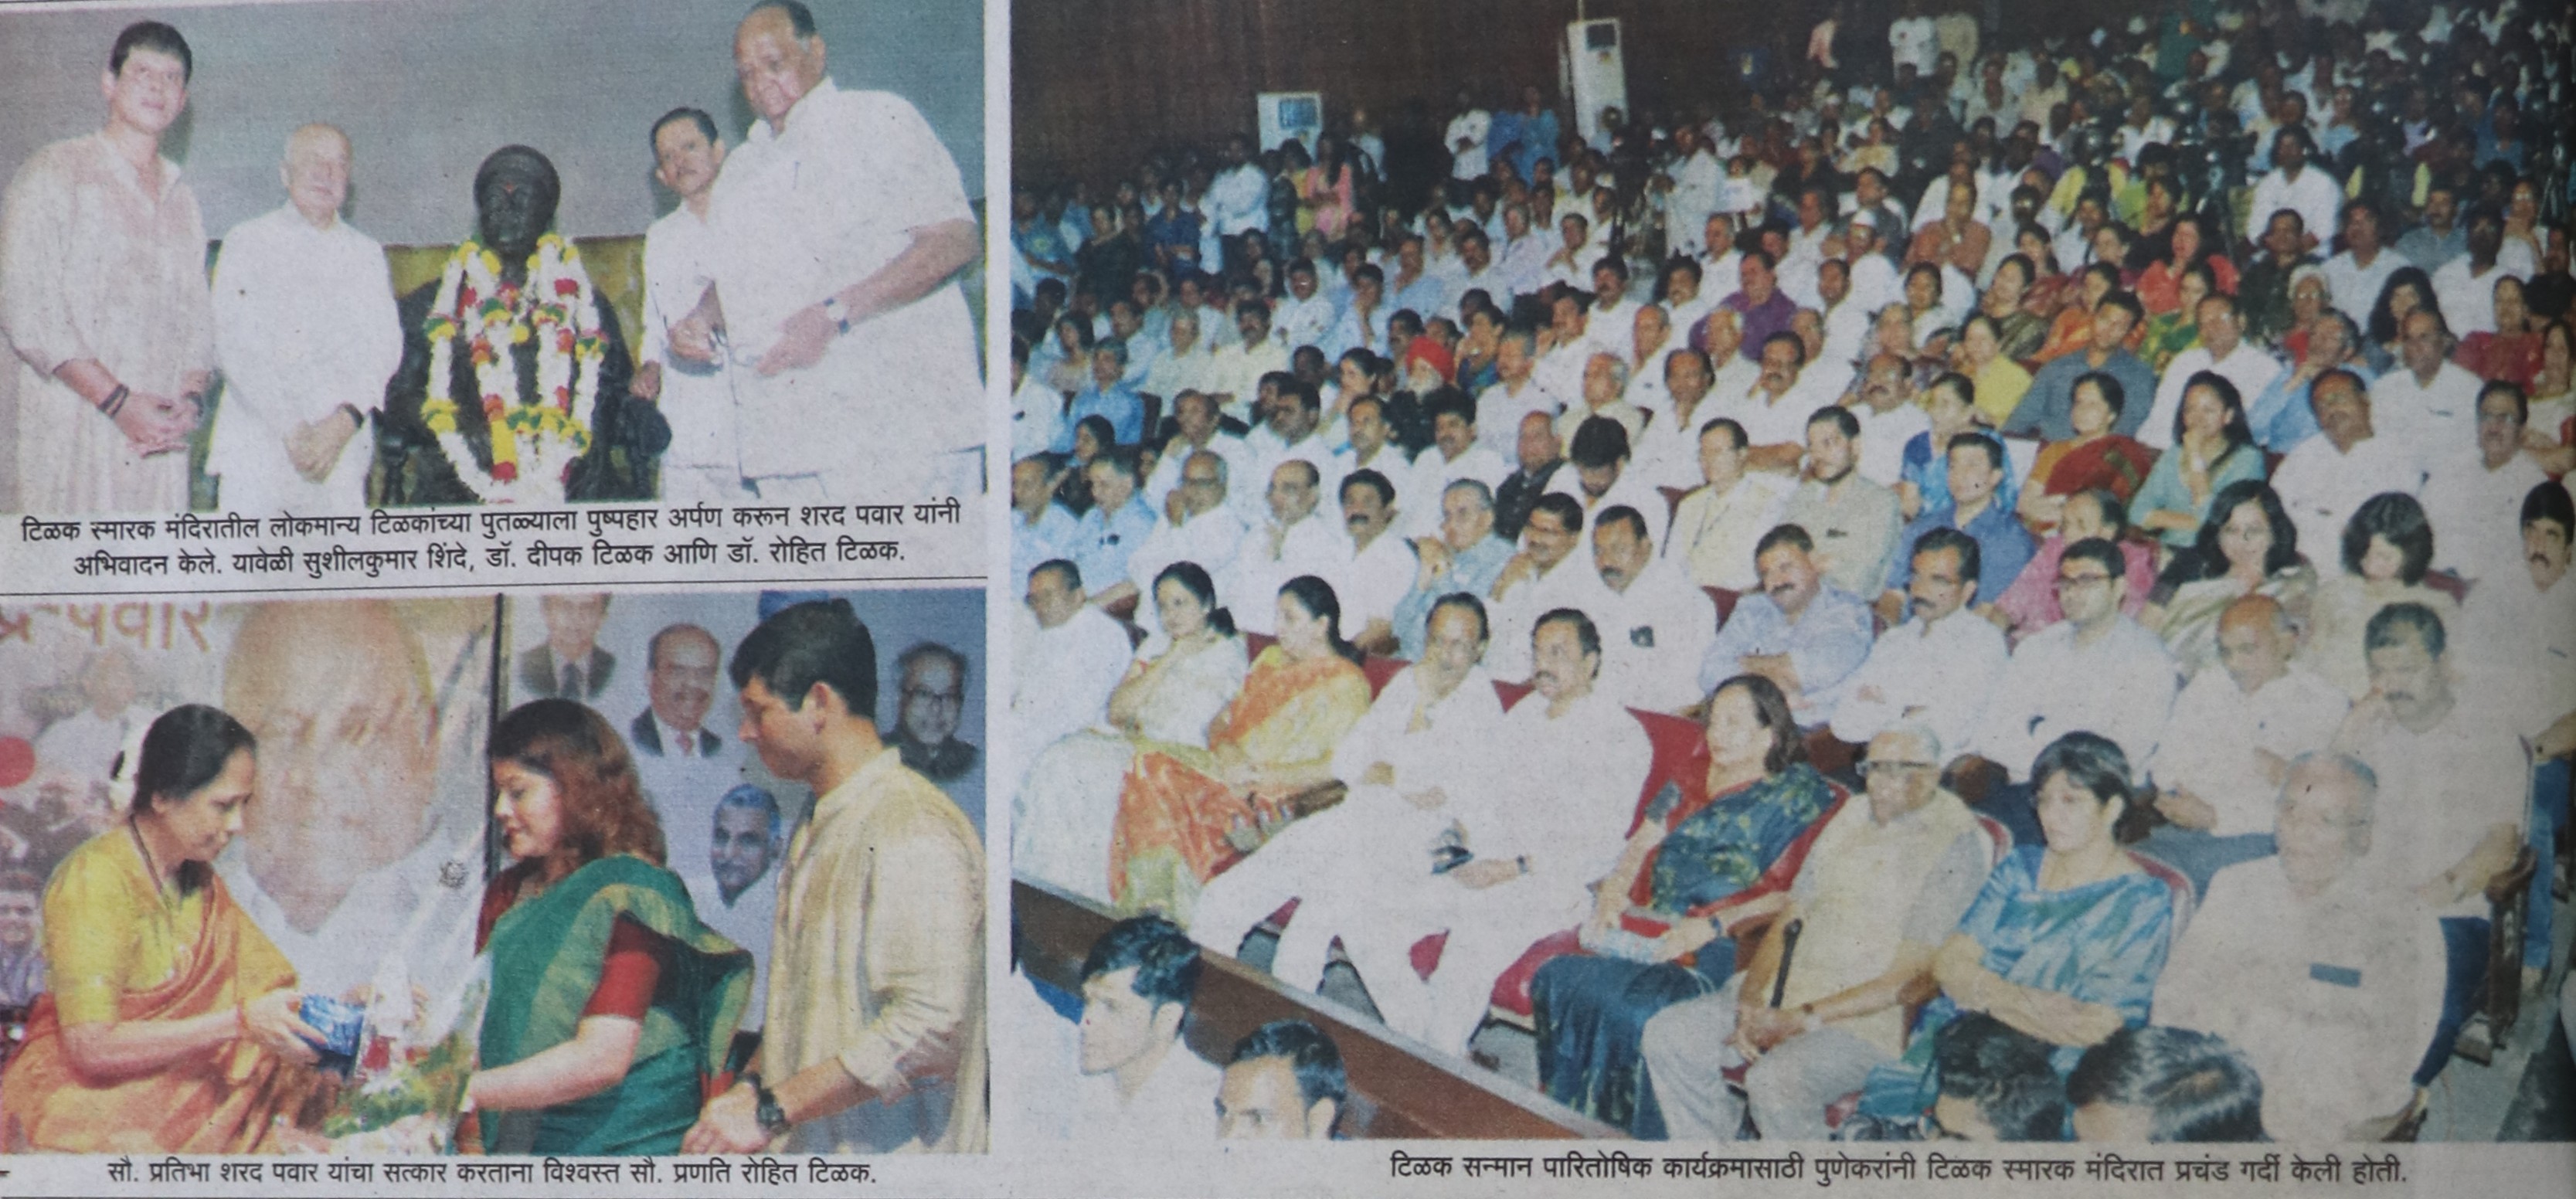 टिळक स्मारक मंदिरातील लोकमान्य टिळकांच्या पुतळ्याला पुष्पहार अर्पण करून शरद पवार यांनी
अभिवादन केले. यावेळी सुशीलकुमार शिंदे, डॉ. दीपक टिळक आणि डॉ. रोहित टिळक.
पवार
सौ. प्रतिभा शरद पवार यांचा सत्कार करताना विश्वस्त सौ. प्रणति रोहित टिळक.
टिळक सन्मान पारितोषिक कार्यक्रमासाठी पुणेकरांनी टिळक स्मारक मंदिरात प्रचंड गर्दी केली होती.